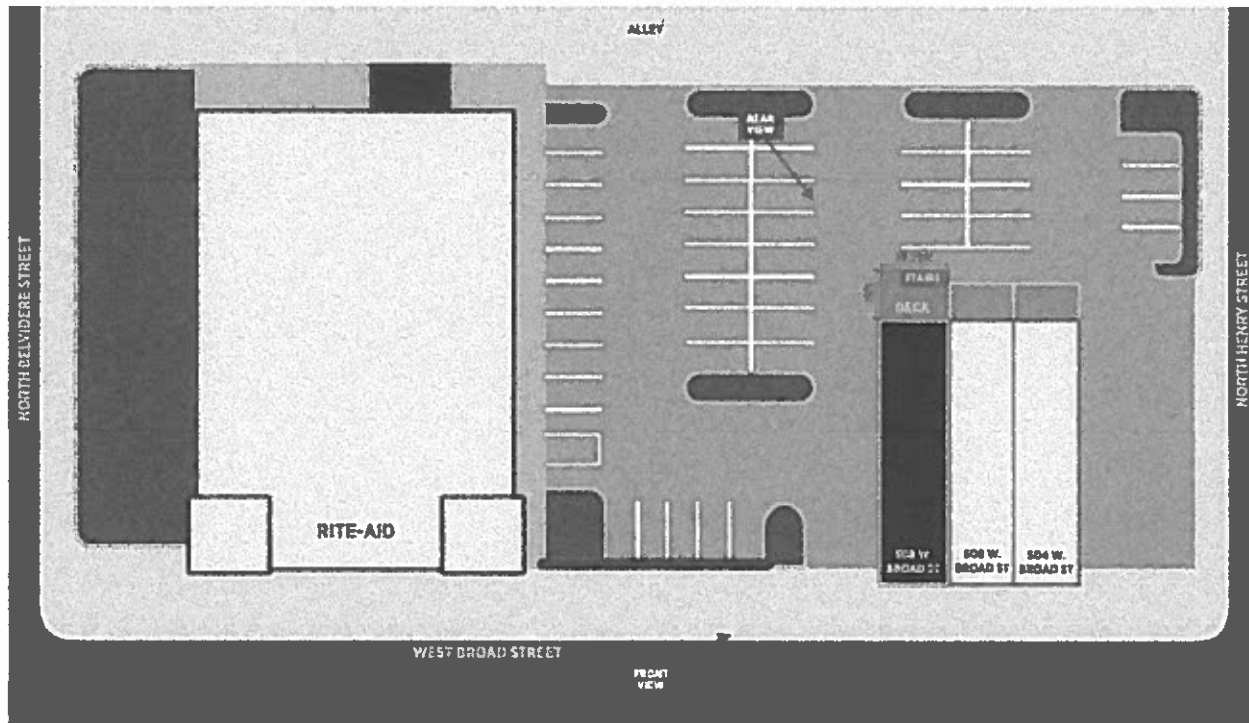 ALLEY
REAR
VIEW
NORTH BELVIDERE STREET
NORTH HENRY STREET
STAIRS
DECK
RITE-AID
BROAD ST
W.
BROAD ST
504 W.
BROAD ST
WEST BROAD STREET
FRONT
VIEW